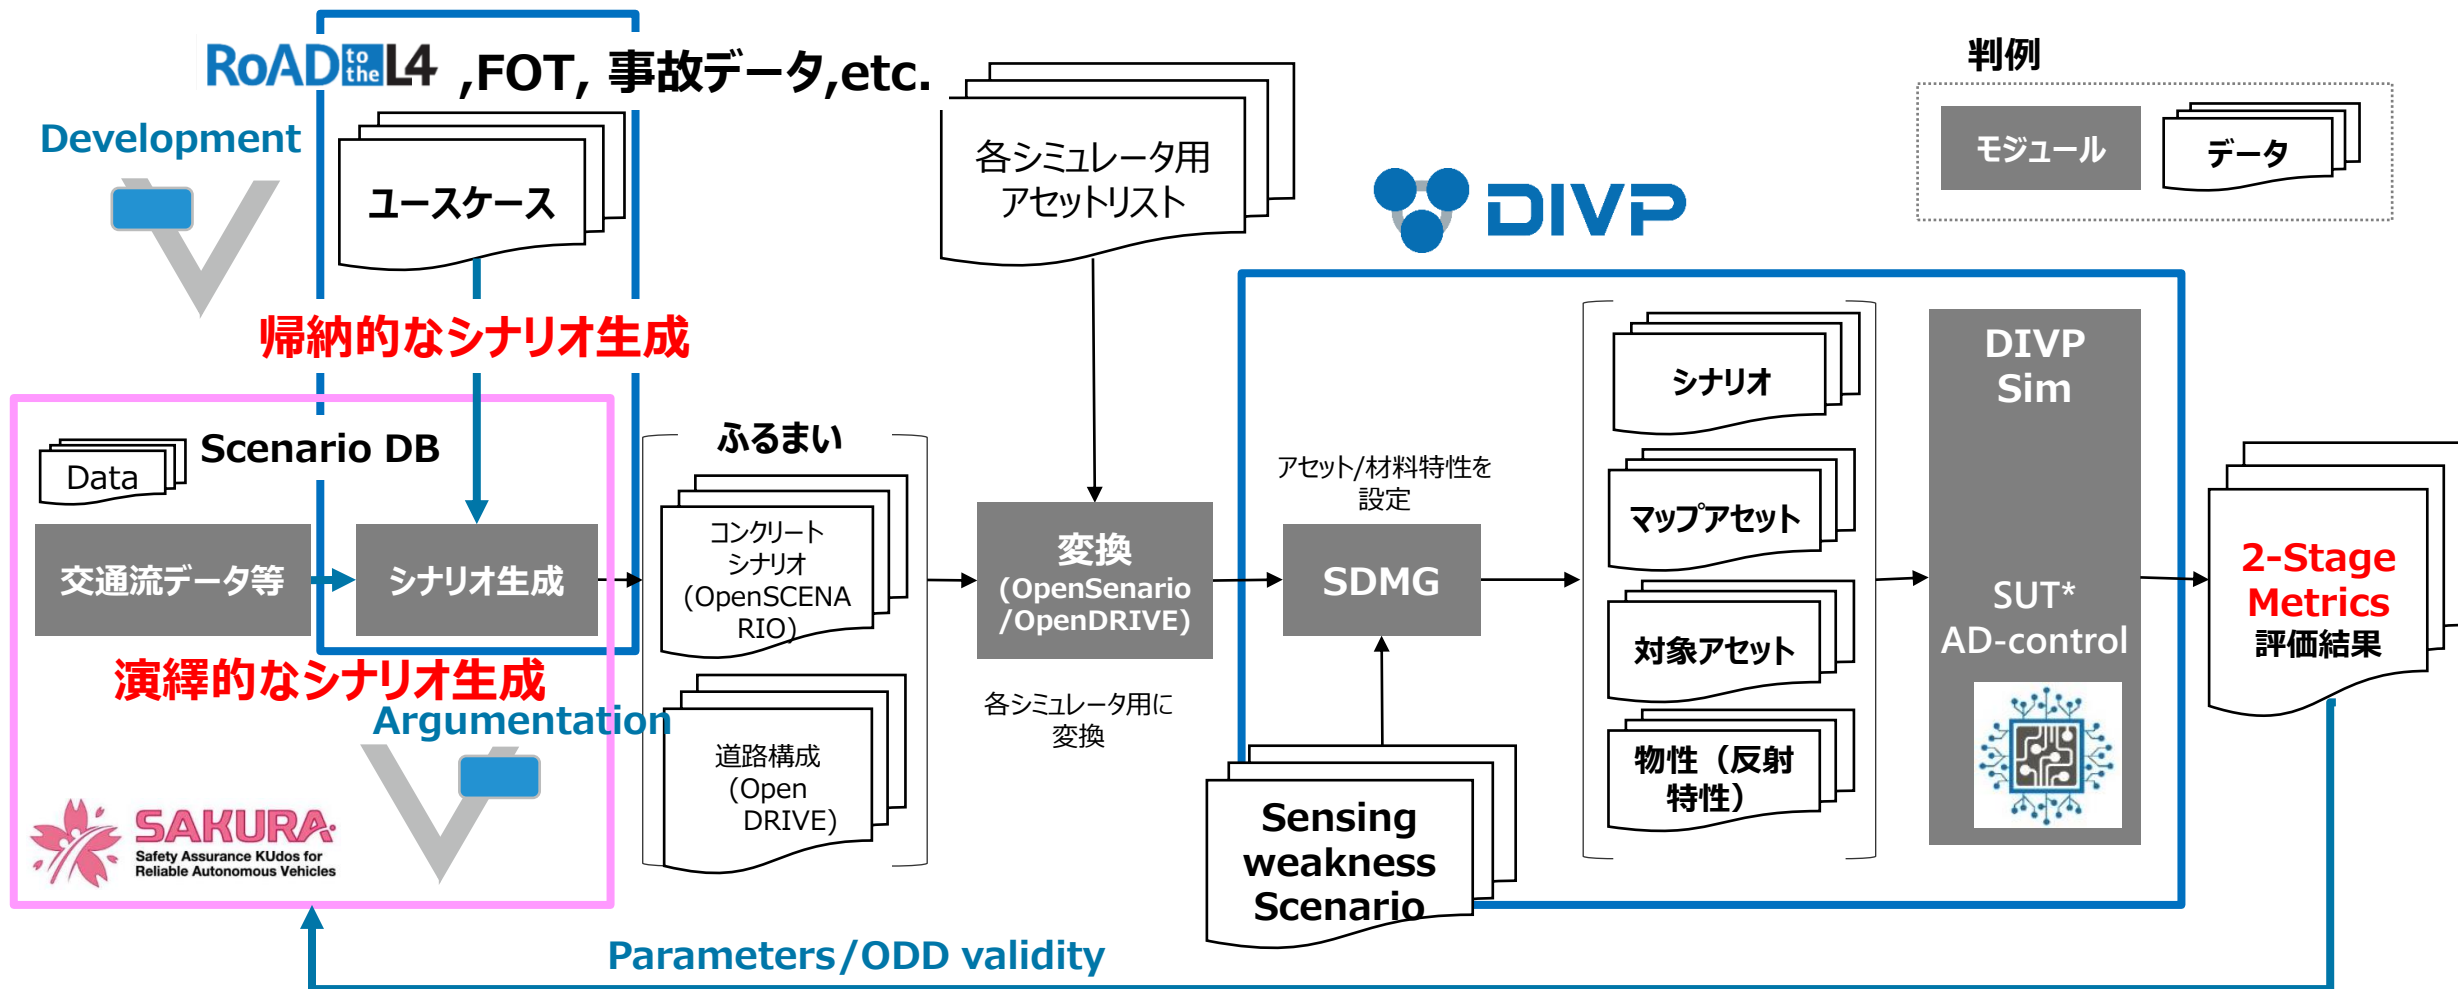 RoAD to the L4 ,FOT, 事故データ,etc.
Development
ユースケース
帰納的なシナリオ生成
各シミュレータ用
アセットリスト
判例
モジュール
データ
DIVP
Scenario DB
Data
交通流データ等
シナリオ生成
演繹的なシナリオ生成
Argumentation
SAKURA
Safety Assurance KUdos for
Reliable Autonomous Vehicles
ふるまい
コンクリート
シナリオ
(OpenSCENA
RIO)
道路構成
(Open
DRIVE)
変換
(OpenSenario
/OpenDRIVE)
各シミュレータ用に
変換
アセット/材料特性を
設定
SDMG
Sensing
weakness
Scenario
シナリオ
マップアセット
対象アセット
物性（反射
特性）
DIVP
Sim
SUT*
AD-control
2-Stage
Metrics
評価結果
Parameters/ODD validity